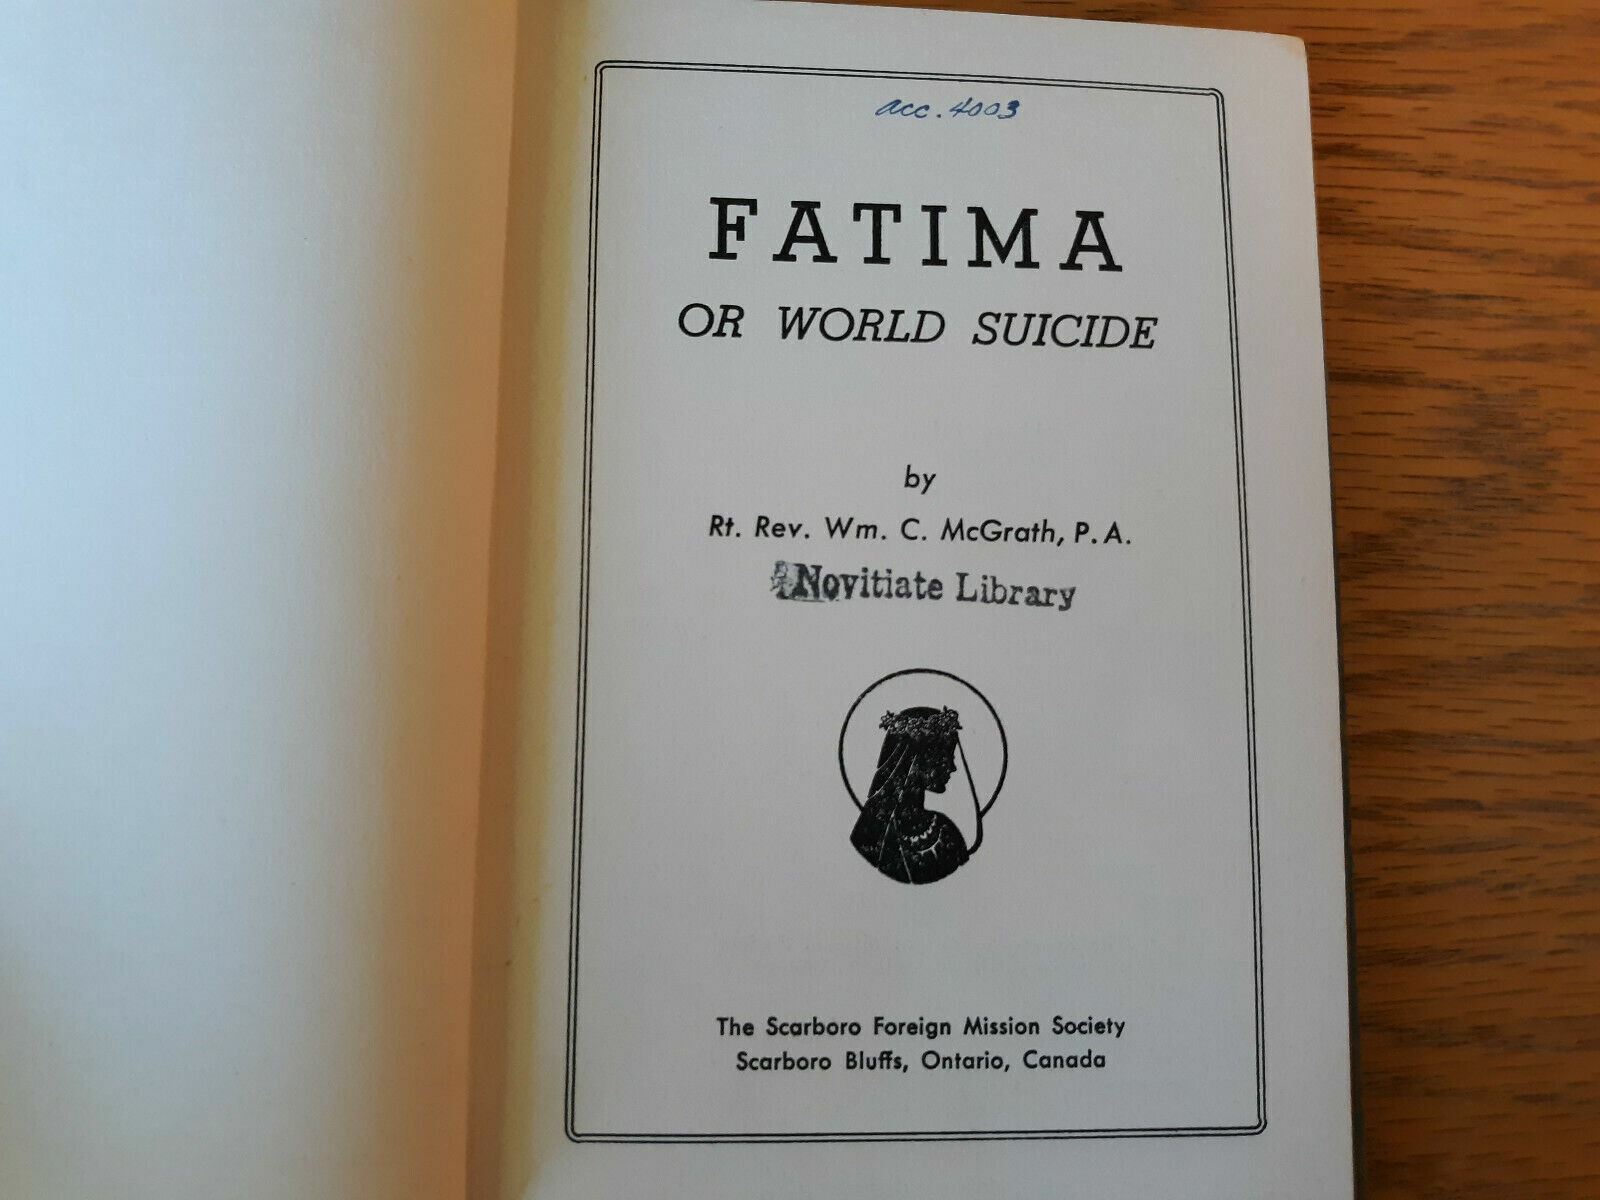 acc. 4003
FATIMA
OR WORLD SUICIDE
by
Rt. Rev. Wm. C. McGrath, P.A.
Novitiate Library
The Scarboro Foreign Mission Society
Scarboro Bluffs, Ontario, Canada